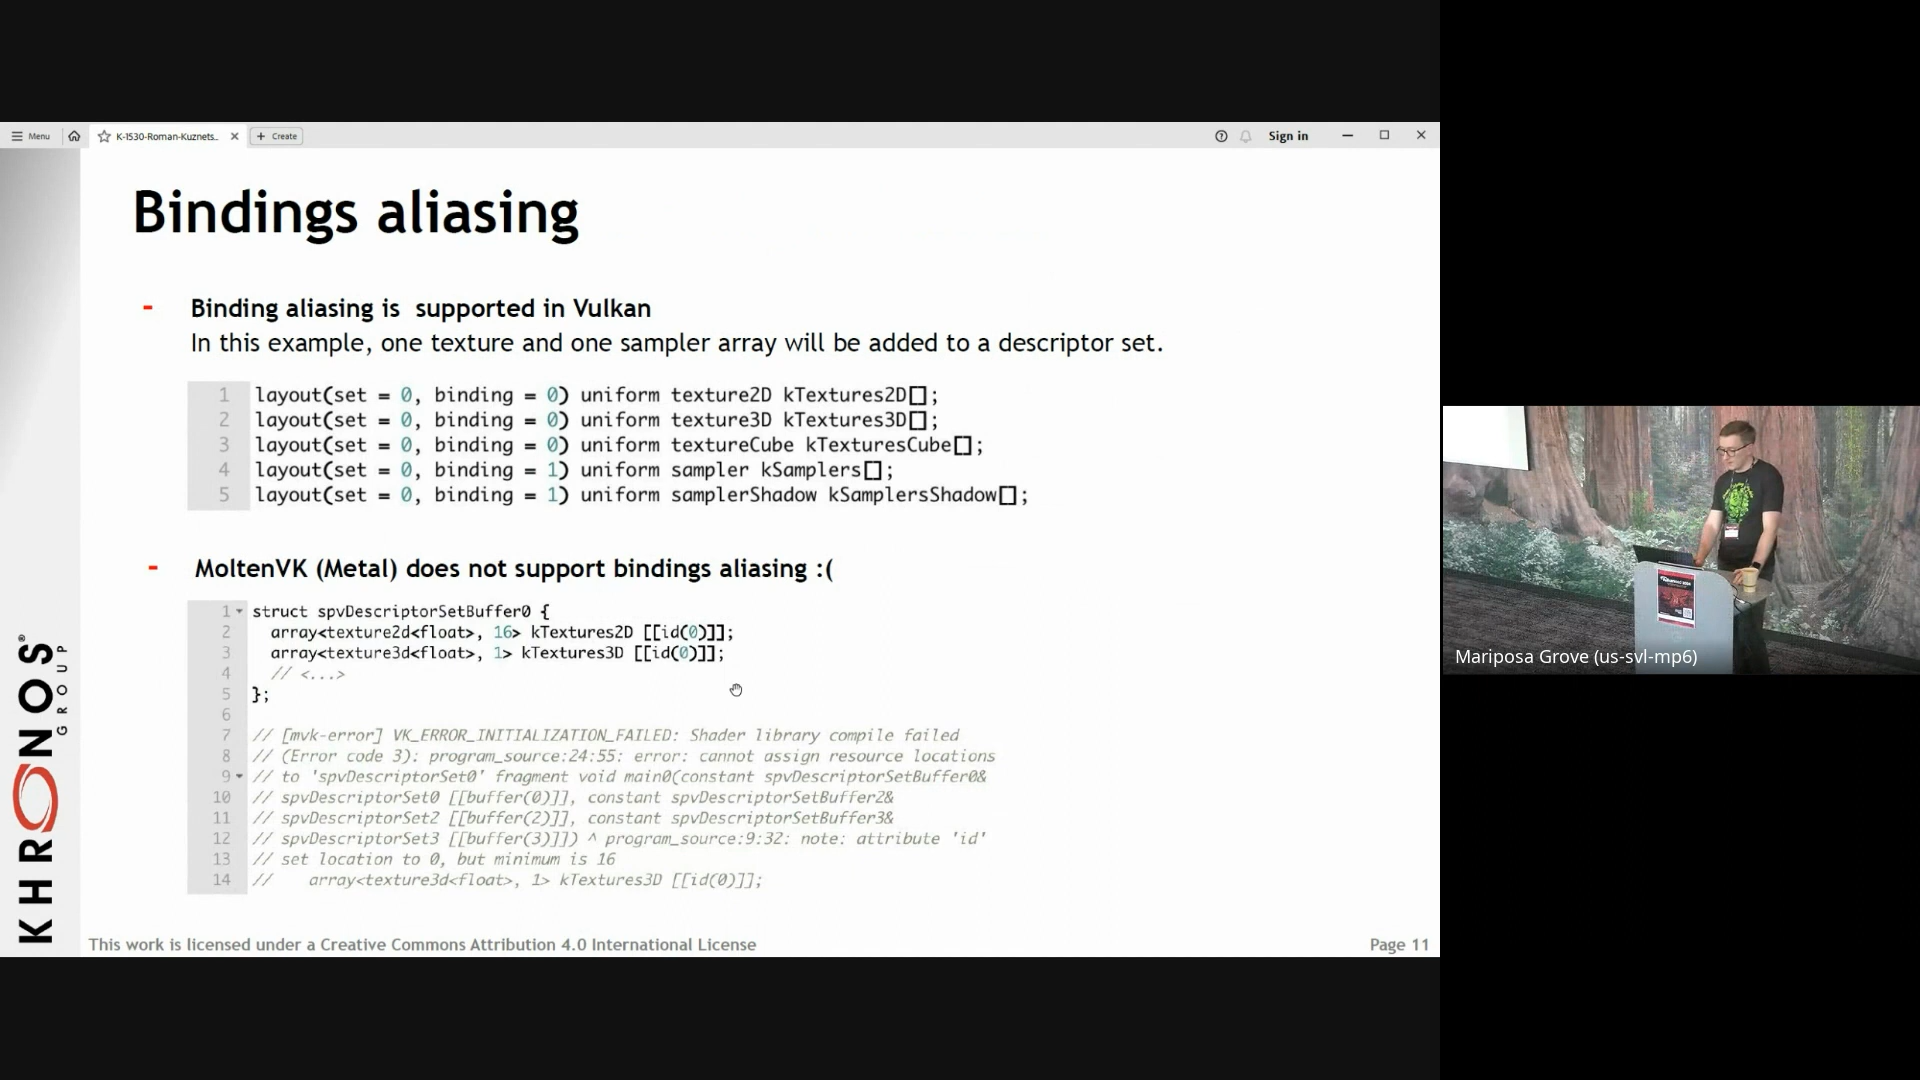 Menu
K-1530-Roman-Kuznets..
+ Create
Sign in
Bindings aliasing
- Binding aliasing is  supported in Vulkan
In this example, one texture and one sampler array will be added to a descriptor set.
1 layout(set = 0, binding = 0) uniform texture2D kTextures2D[];
2 layout(set = 0, binding = 0) uniform texture3D kTextures3D[];
3 layout(set = 0, binding = 0) uniform textureCube kTexturesCube[];
4 layout(set = 0, binding = 1) uniform sampler kSamplers[];
5 layout(set = 0, binding = 1) uniform samplerShadow kSamplersShadow[];
- MoltenVK (Metal) does not support bindings aliasing :(
1 struct spvDescriptorSetBuffer0 {
2 array<texture2d<float>, 16> kTextures2D [[id(0)]];
3 array<texture3d<float>, 1> kTextures3D [[id(0)]];
4 // <...>
5 };
6
7 // [mvk-error] VK_ERROR_INITIALIZATION_FAILED: Shader library compile failed
8 // (Error code 3): program_source:24:55: error: cannot assign resource locations
9 // to 'spvDescriptorSet0' fragment void main0(constant spvDescriptorSetBuffer0&
10 // spvDescriptorSet0 [[buffer(0)]], constant spvDescriptorSetBuffer2&
11 // spvDescriptorSet2 [[buffer(2)]], constant spvDescriptorSetBuffer3&
12 // spvDescriptorSet3 [[buffer(3)]]) ^ program_source:9:32: note: attribute 'id'
13 // set location to 0, but minimum is 16
14 //    array<texture3d<float>, 1> kTextures3D [[id(0)]];
KHRONOS®
GROUP
This work is licensed under a Creative Commons Attribution 4.0 International License
Page 11
Mariposa Grove (us-svl-mp6)